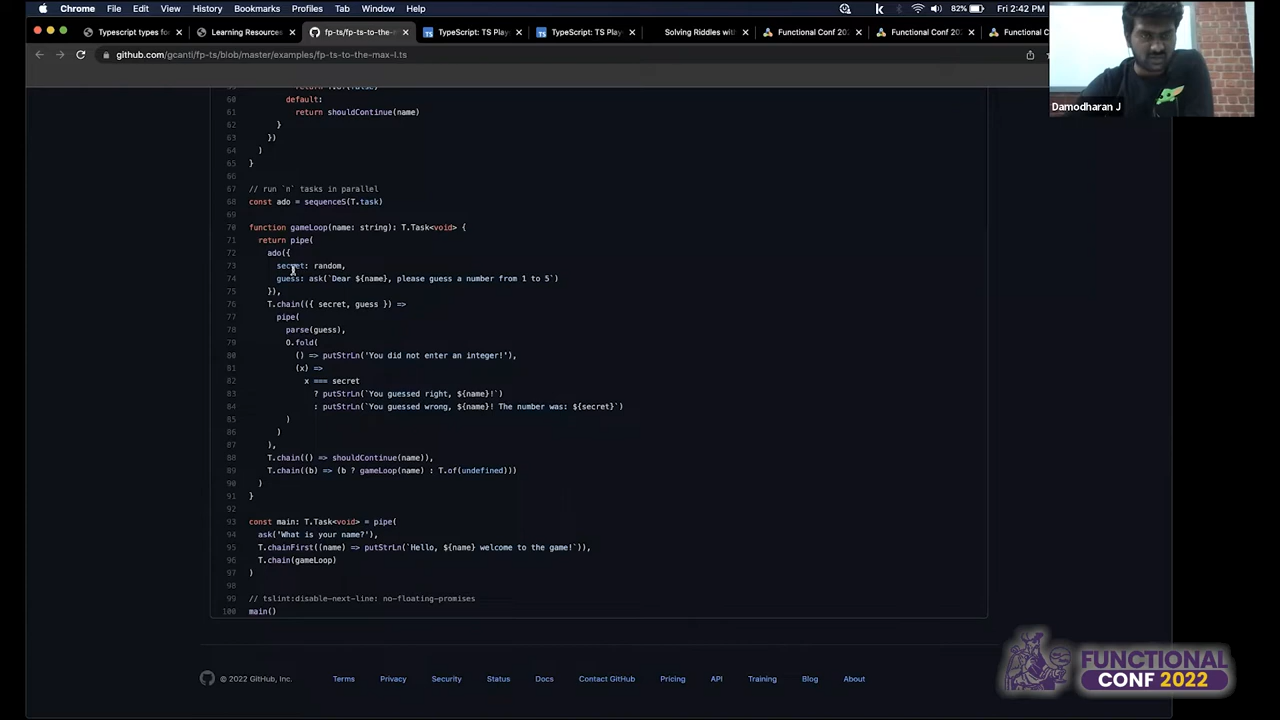 Chrome File Edit View History Bookmarks Profiles Tab Window Help 82% Fri 2:42 PM
Typescript types fo Learning Resources fp-ts/fp-ts-to-the-m TypeScript: TS Play TypeScript: TS Play Solving Riddles wit Functional Conf 202 Functional Conf 202 Functional C
github.com/gcanti/fp-ts/blob/master/examples/fp-ts-to-the-max-I.ts
Damodharan J
60 default:
61 return shouldContinue(name)
62 }
63 })
64 )
65 }
66
67 // run `n` tasks in parallel
68 const ado = sequenceS(T.task)
69
70 function gameLoop(name: string): T.Task<void> {
71 return pipe(
72 ado({
73 secret: random,
74 guess: ask(`Dear ${name}, please guess a number from 1 to 5`)
75 }),
76 T.chain(({ secret, guess }) =>
77 pipe(
78 parse(guess),
79 O.fold(
80 () => putStrLn('You did not enter an integer!'),
81 (x) =>
82 x === secret
83 ? putStrLn(`You guessed right, ${name}!`)
84 : putStrLn(`You guessed wrong, ${name}! The number was: ${secret}`)
85 )
86 )
87 ),
88 T.chain(() => shouldContinue(name)),
89 T.chain((b) => (b ? gameLoop(name) : T.of(undefined)))
90 )
91 }
92
93 const main: T.Task<void> = pipe(
94 ask('What is your name?'),
95 T.chainFirst((name) => putStrLn(`Hello, ${name} welcome to the game!`)),
96 T.chain(gameLoop)
97 )
98
99 // tslint:disable-next-line: no-floating-promises
100 main()
© 2022 GitHub, Inc. Terms Privacy Security Status Docs Contact GitHub Pricing API Training Blog About
FUNCTIONAL
CONF 2022